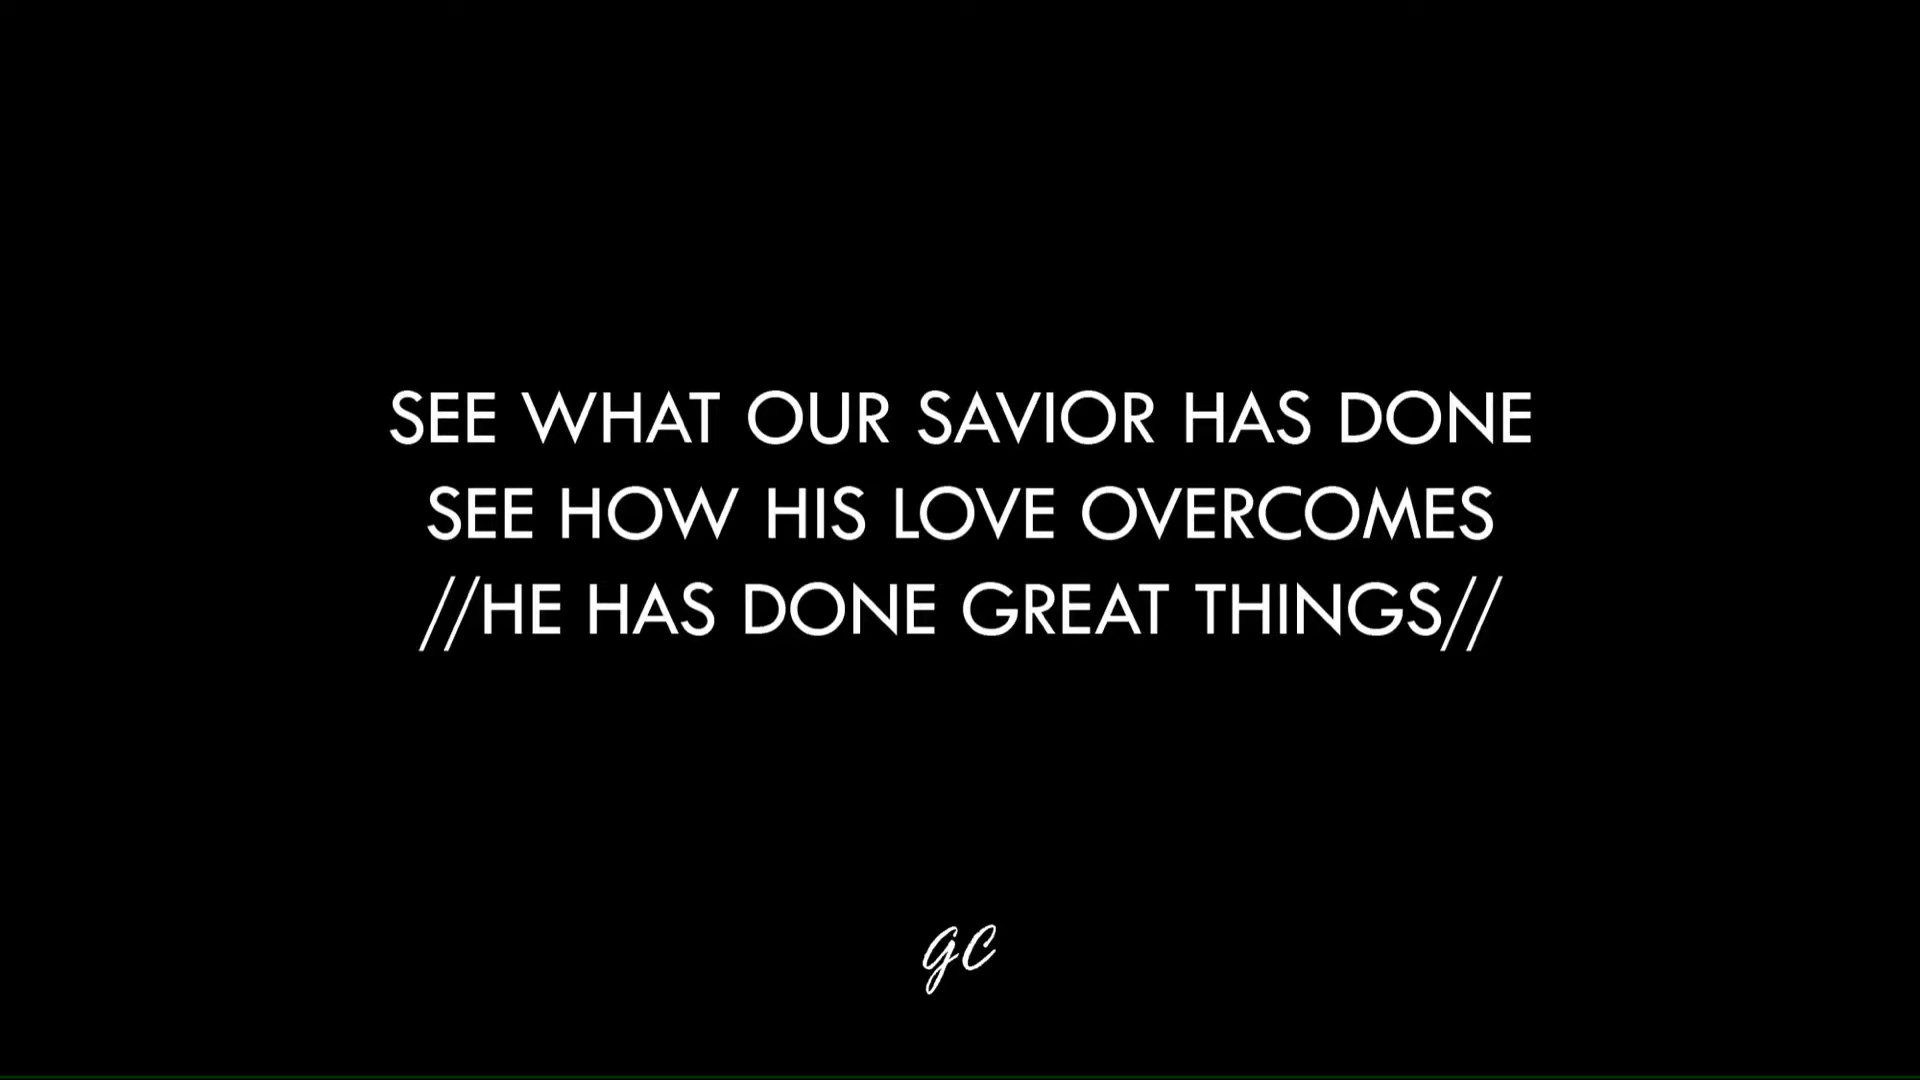 SEE WHAT OUR SAVIOR HAS DONE
SEE HOW HIS LOVE OVERCOMES
//HE HAS DONE GREAT THINGS//
gc